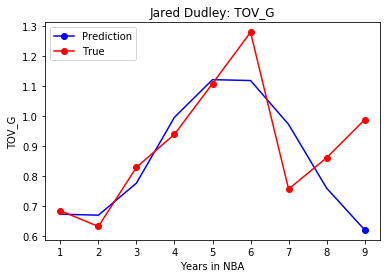 Jared Dudley: TOV_G
Prediction
True
1.3
1.2
1.1
1.0
0.9
0.8
0.7
0.6
TOV_G
1 2 3 4 5 6 7 8 9
Years in NBA